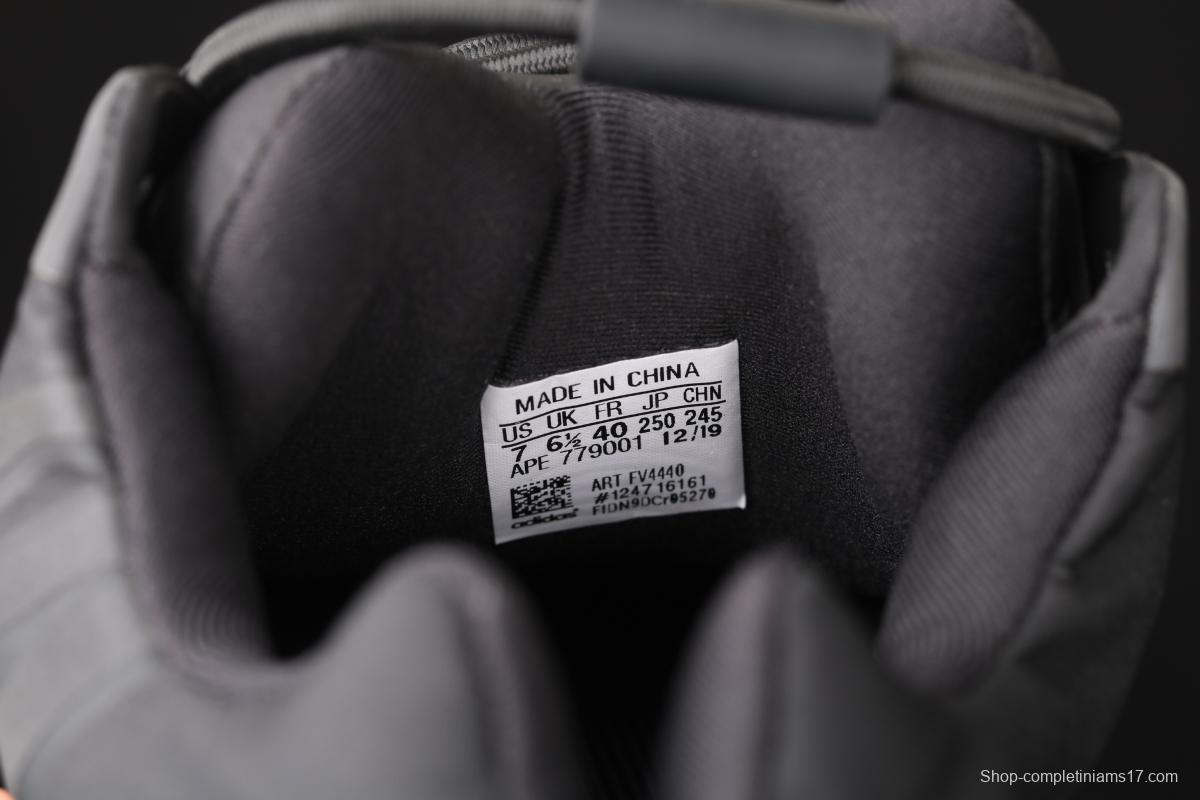 MADE IN CHINA
US UK FR JP CHN
7 6½ 40 250 245
APE 779001 12/19
ART FV4440
#124716161
FIDN9DCr05270
adidas
Shop-completiniams17.com